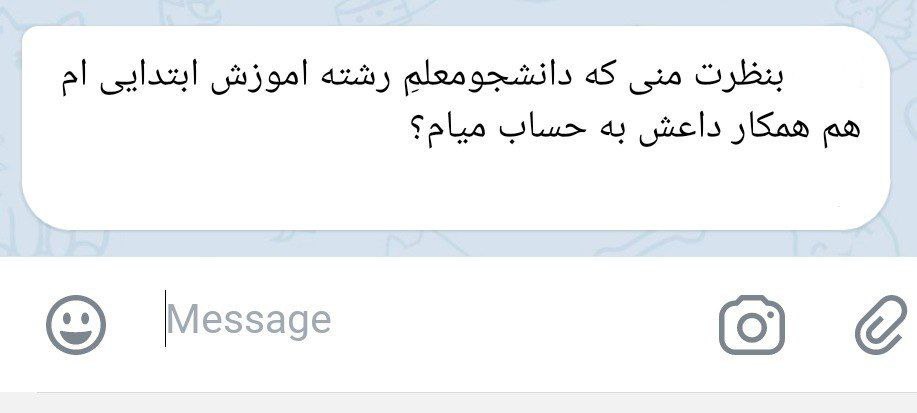 بنظرت منی که دانشجومعلمِ رشته اموزش ابتدایی ام
هم همکار داعش به حساب میام؟
Message